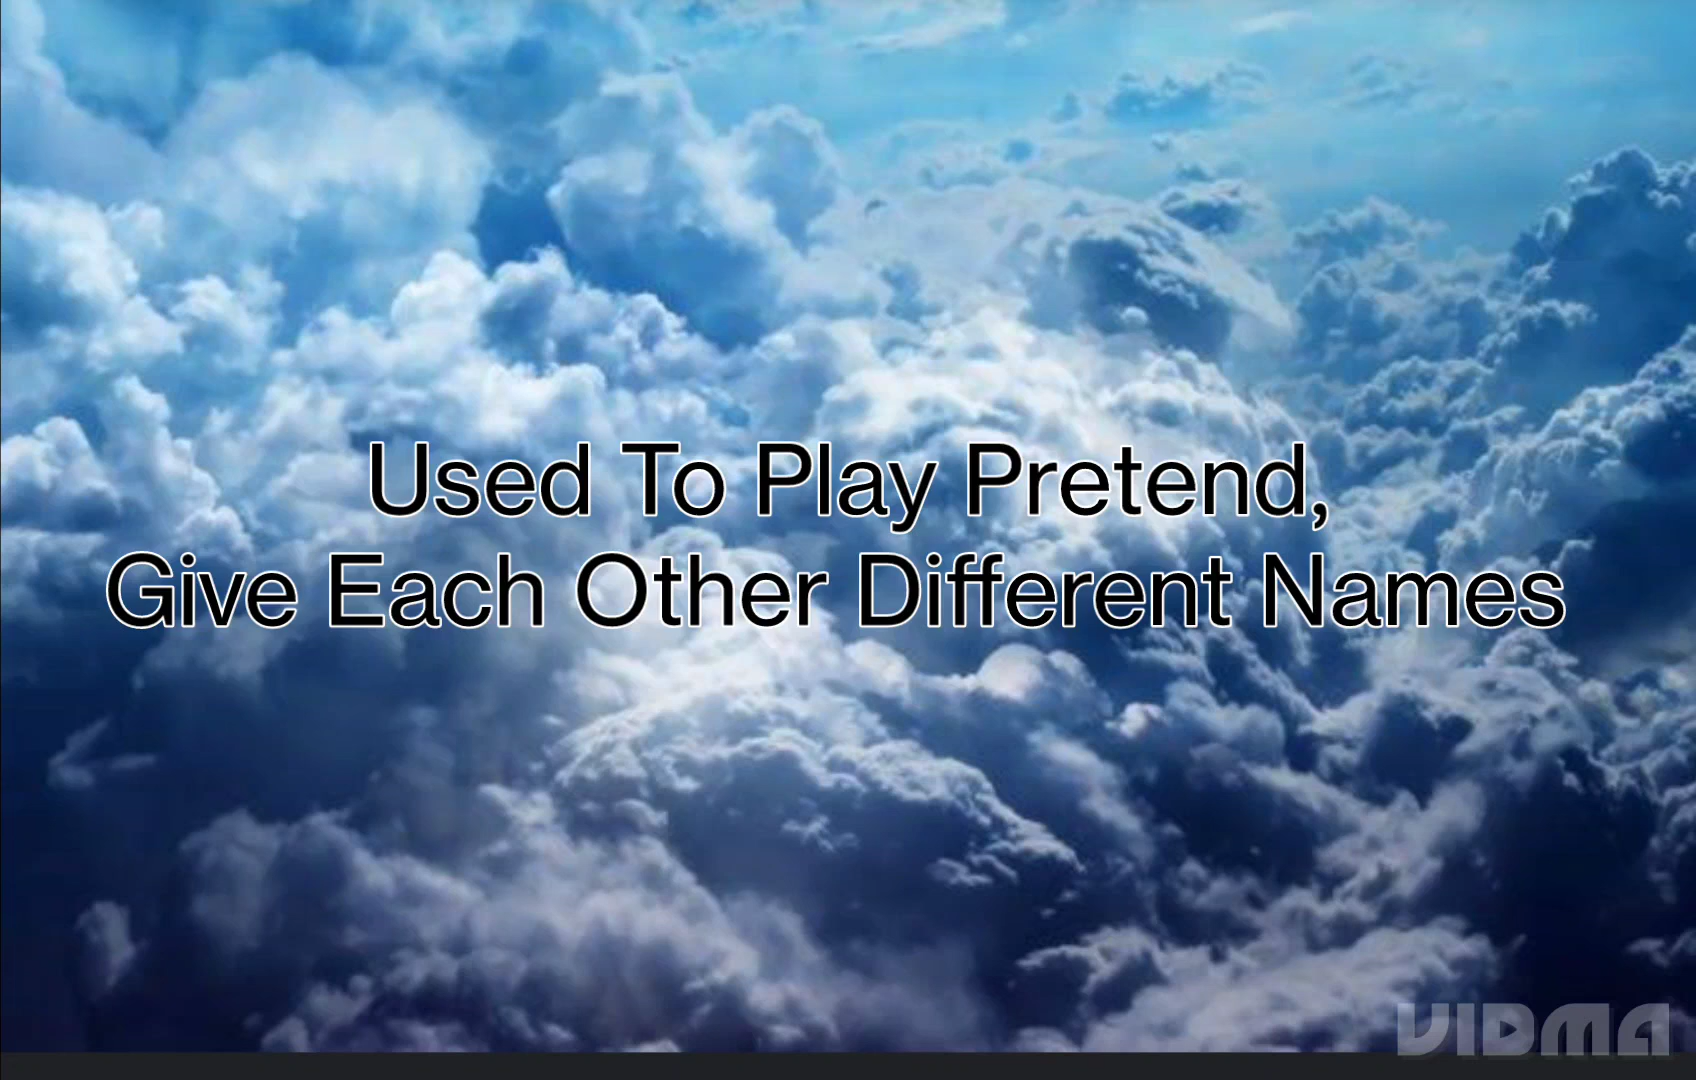 Used To Play Pretend,
Give Each Other Different Names
VIDMA